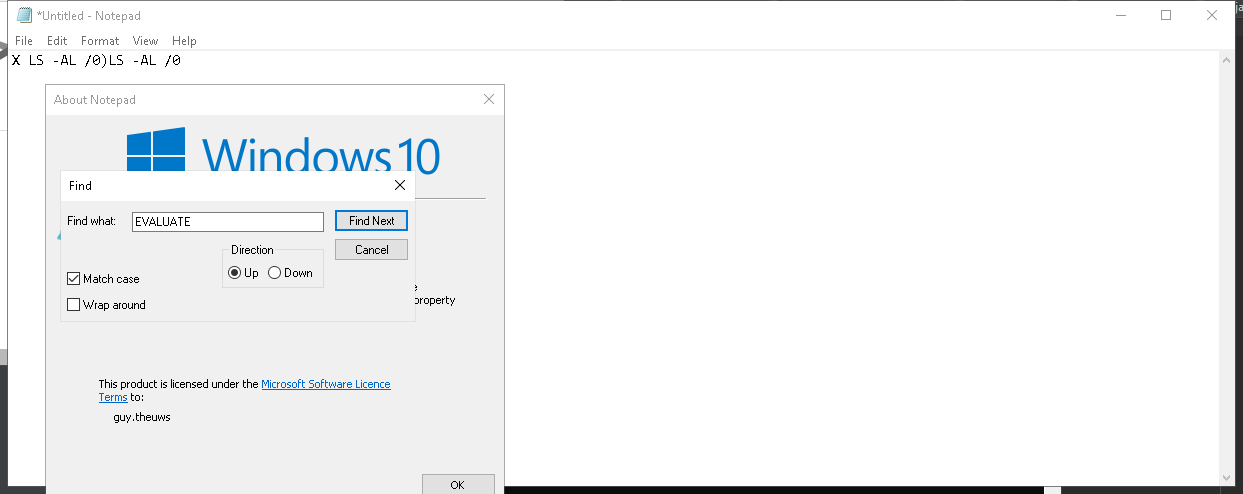 *Untitled - Notepad
File Edit Format View Help
X LS -AL /0)LS -AL /0
About Notepad
Windows 10
Find
Find what: EVALUATE Find Next
Cancel
Direction
Up Down
Match case
Wrap around
property
This product is licensed under the Microsoft Software Licence
Terms to:
guy.theuws
OK